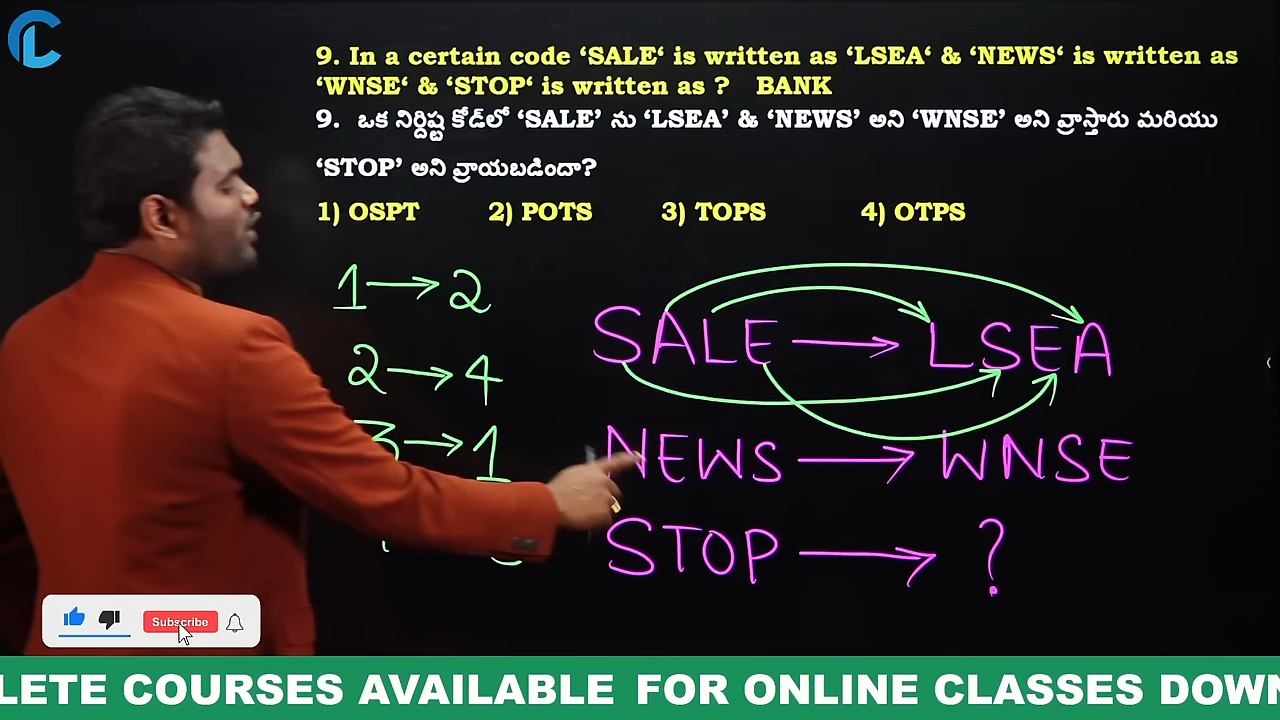 9. In a certain code ‘SALE‘ is written as ‘LSEA‘ & ‘NEWS‘ is written as
‘WNSE‘ & ‘STOP‘ is written as ? BANK
9. ఒక నిర్దిష్ట కోడ్‌లో ‘SALE’ ను ‘LSEA’ & ‘NEWS’ అని ‘WNSE’ అని వ్రాస్తారు మరియు
‘STOP’ అని వ్రాయబడిందా?
1) OSPT 2) POTS 3) TOPS 4) OTPS
1 → 2
2 → 4
3 → 1
SALE → LSEA
NEWS → WNSE
STOP → ?
Subscribe
LETE COURSES AVAILABLE FOR ONLINE CLASSES DOWN